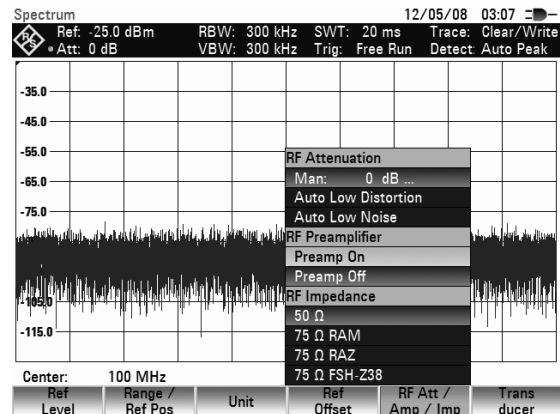 Spectrum 12/05/08 03:07
Ref: -25.0 dBm RBW: 300 kHz SWT: 20 ms Trace: Clear/Write
Att: 0 dB VBW: 300 kHz Trig: Free Run Detect: Auto Peak
-35.0
-45.0
-55.0
-65.0
-75.0
-105.0
-115.0
RF Attenuation
Man: 0 dB ...
Auto Low Distortion
Auto Low Noise
RF Preamplifier
Preamp On
Preamp Off
RF Impedance
50 Ω
75 Ω RAM
75 Ω RAZ
75 Ω FSH-Z38
Center: 100 MHz
Ref Level
Range / Ref Pos
Unit
Ref Offset
RF Att / Amp / Imp
Trans ducer